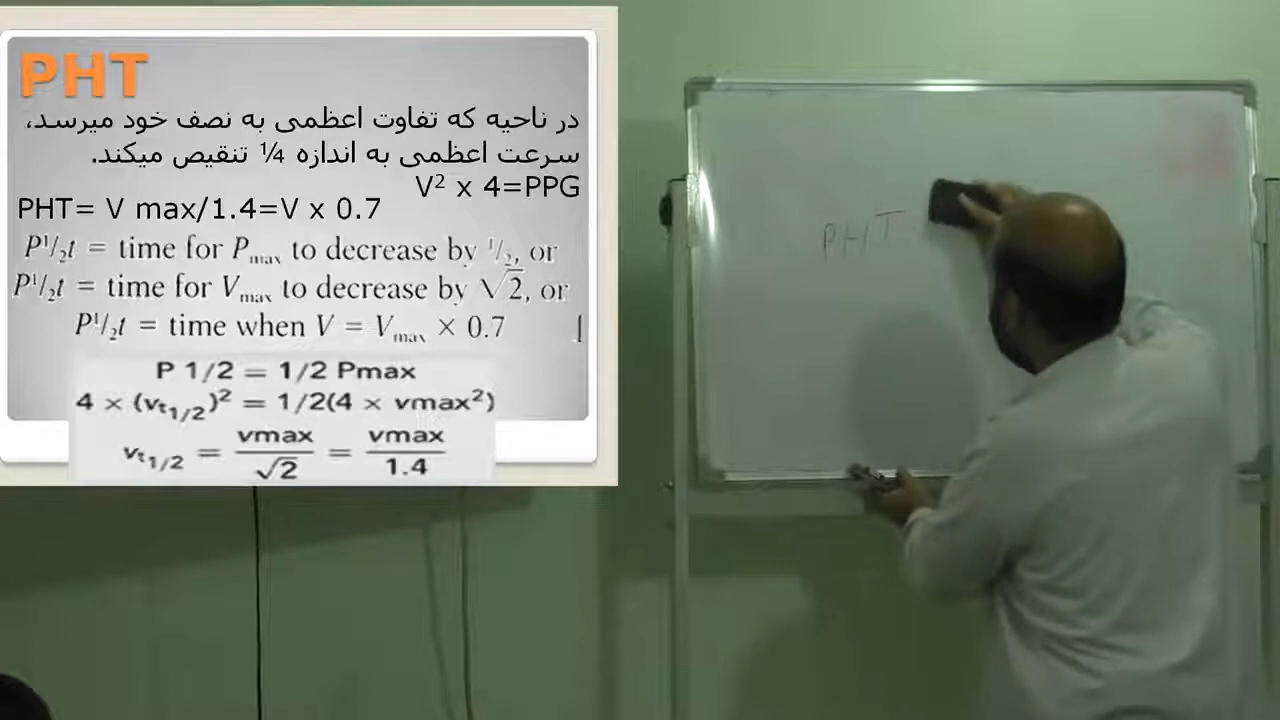 PHT
در ناحیه که تفاوت اعظمی به نصف خود میرسد،
سرعت اعظمی به اندازه ¼ تنقیص میکند.
V² x 4=PPG
PHT= V max/1.4=V x 0.7
P¹/₂t = time for Pmax to decrease by ¹/₂, or
P¹/₂t = time for Vmax to decrease by √2, or
P¹/₂t = time when V = Vmax × 0.7
P 1/2 = 1/2 Pmax
4 × (vt1/2)² = 1/2(4 × vmax²)
vt1/2 = vmax/√2 = vmax/1.4
PHT